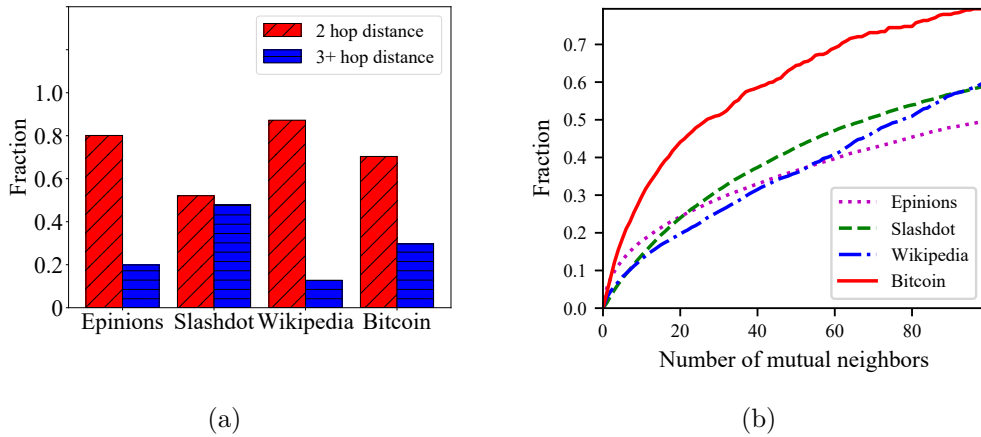 2 hop distance
3+ hop distance
Fraction
1.0
0.8
0.6
0.4
0.2
0
Epinions Slashdot Wikipedia Bitcoin
(a)
Fraction
0.7
0.6
0.5
0.4
0.3
0.2
0.1
0.0
Epinions
Slashdot
Wikipedia
Bitcoin
0 20 40 60 80
Number of mutual neighbors
(b)